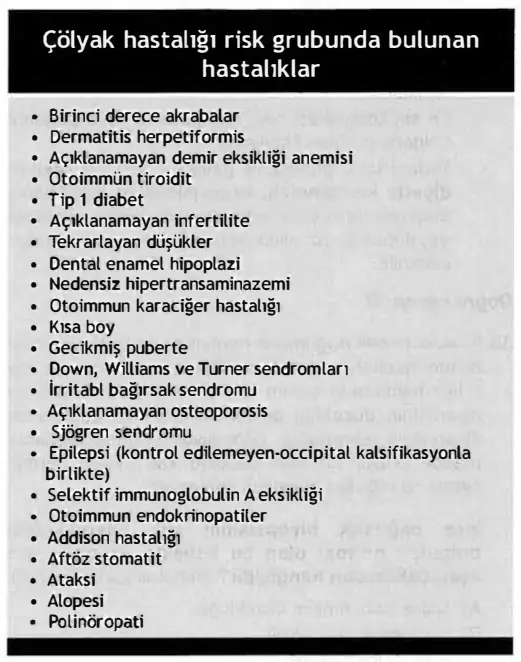 Çölyak hastalığı risk grubunda bulunan
hastalıklar
• Birinci derece akrabalar
• Dermatitis herpetiformis
• Açıklanamayan demir eksikliği anemisi
• Otoimmün tiroidit
• Tip 1 diabet
• Açıklanamayan infertilite
• Tekrarlayan düşükler
• Dental enamel hipoplazi
• Nedensiz hipertransaminazemi
• Otoimmun karaciğer hastalığı
• Kısa boy
• Gecikmiş puberte
• Down, Williams ve Turner sendromları
• İrritabl bağırsak sendromu
• Açıklanamayan osteoporosis
• Sjögren sendromu
• Epilepsi (kontrol edilemeyen-occipital kalsifikasyonla
birlikte)
• Selektif immunoglobulin A eksikliği
• Otoimmun endokrinopatiler
• Addison hastalığı
• Aftöz stomatit
• Ataksi
• Alopesi
• Polinöropati